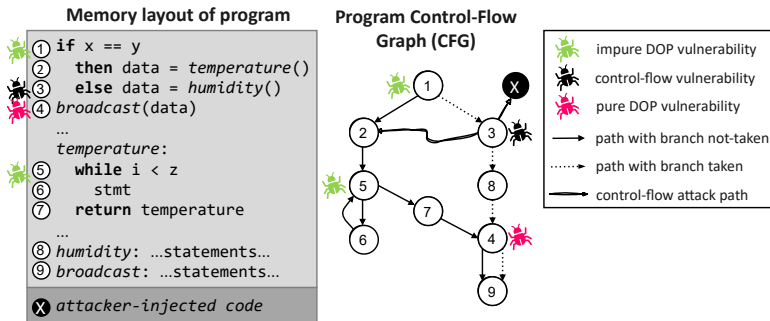 Memory layout of program
1 if x == y
2 then data = temperature()
3 else data = humidity()
4 broadcast(data)
...
temperature:
5 while i < z
6 stmt
7 return temperature
...
8 humidity: ...statements...
9 broadcast: ...statements...
X attacker-injected code
Program Control-Flow
Graph (CFG)
1
X
2
3
5
8
7
6
4
9
impure DOP vulnerability
control-flow vulnerability
pure DOP vulnerability
path with branch not-taken
path with branch taken
control-flow attack path